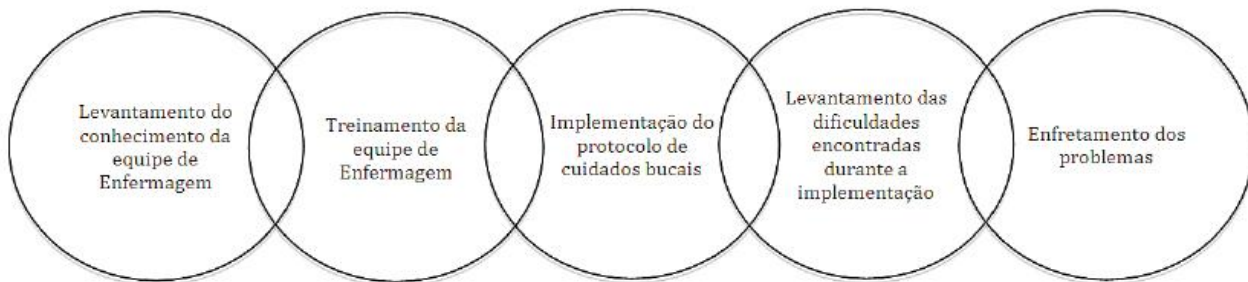 Levantamento do
conhecimento da
equipe de
Enfermagem
Treinamento da
equipe de
Enfermagem
Implementação do
protocolo de
cuidados bucais
Levantamento das
dificuldades
encontradas
durante a
implementação
Enfretamento dos
problemas